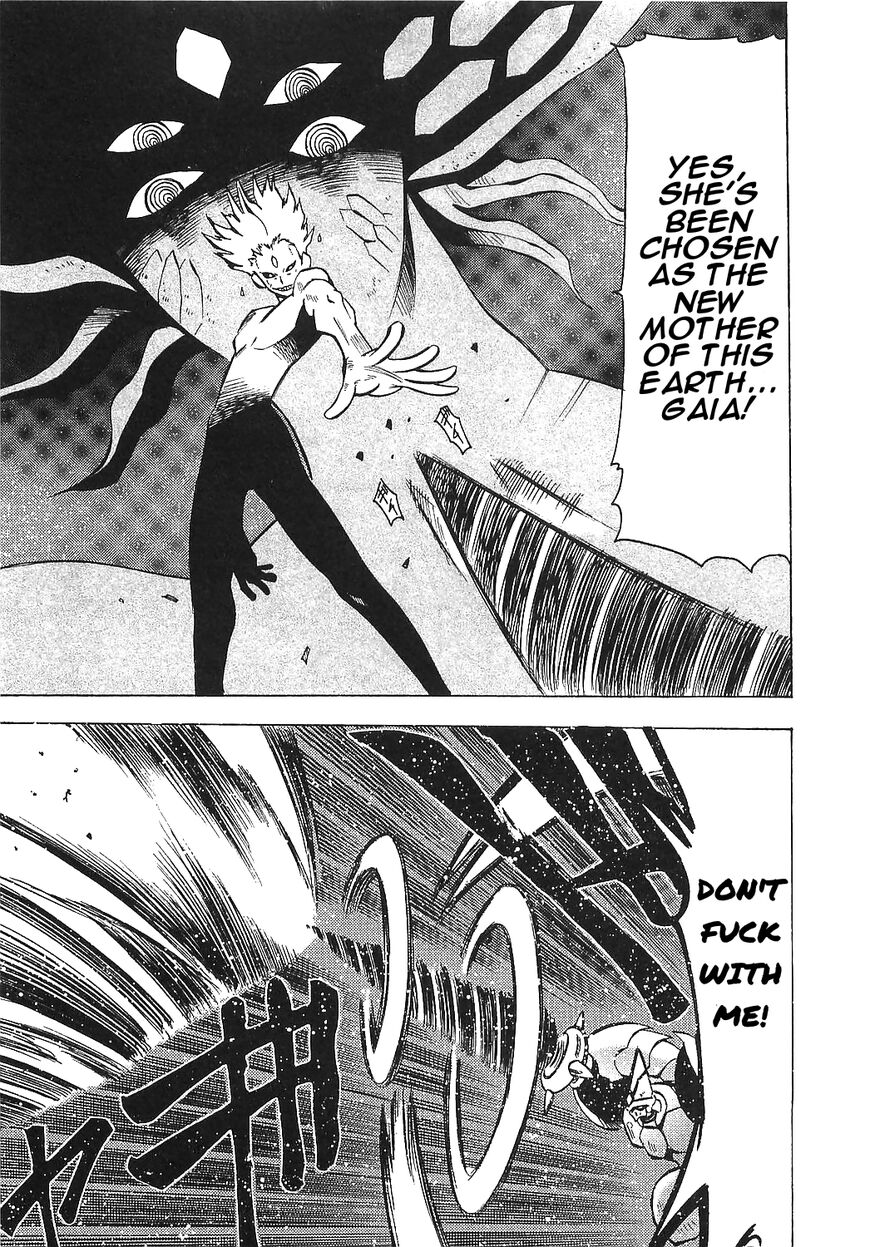 YES,
SHE'S
BEEN
CHOSEN
AS THE
NEW
MOTHER
OF THIS
EARTH...
GAIA!
DON'T
FUCK
WITH
ME!